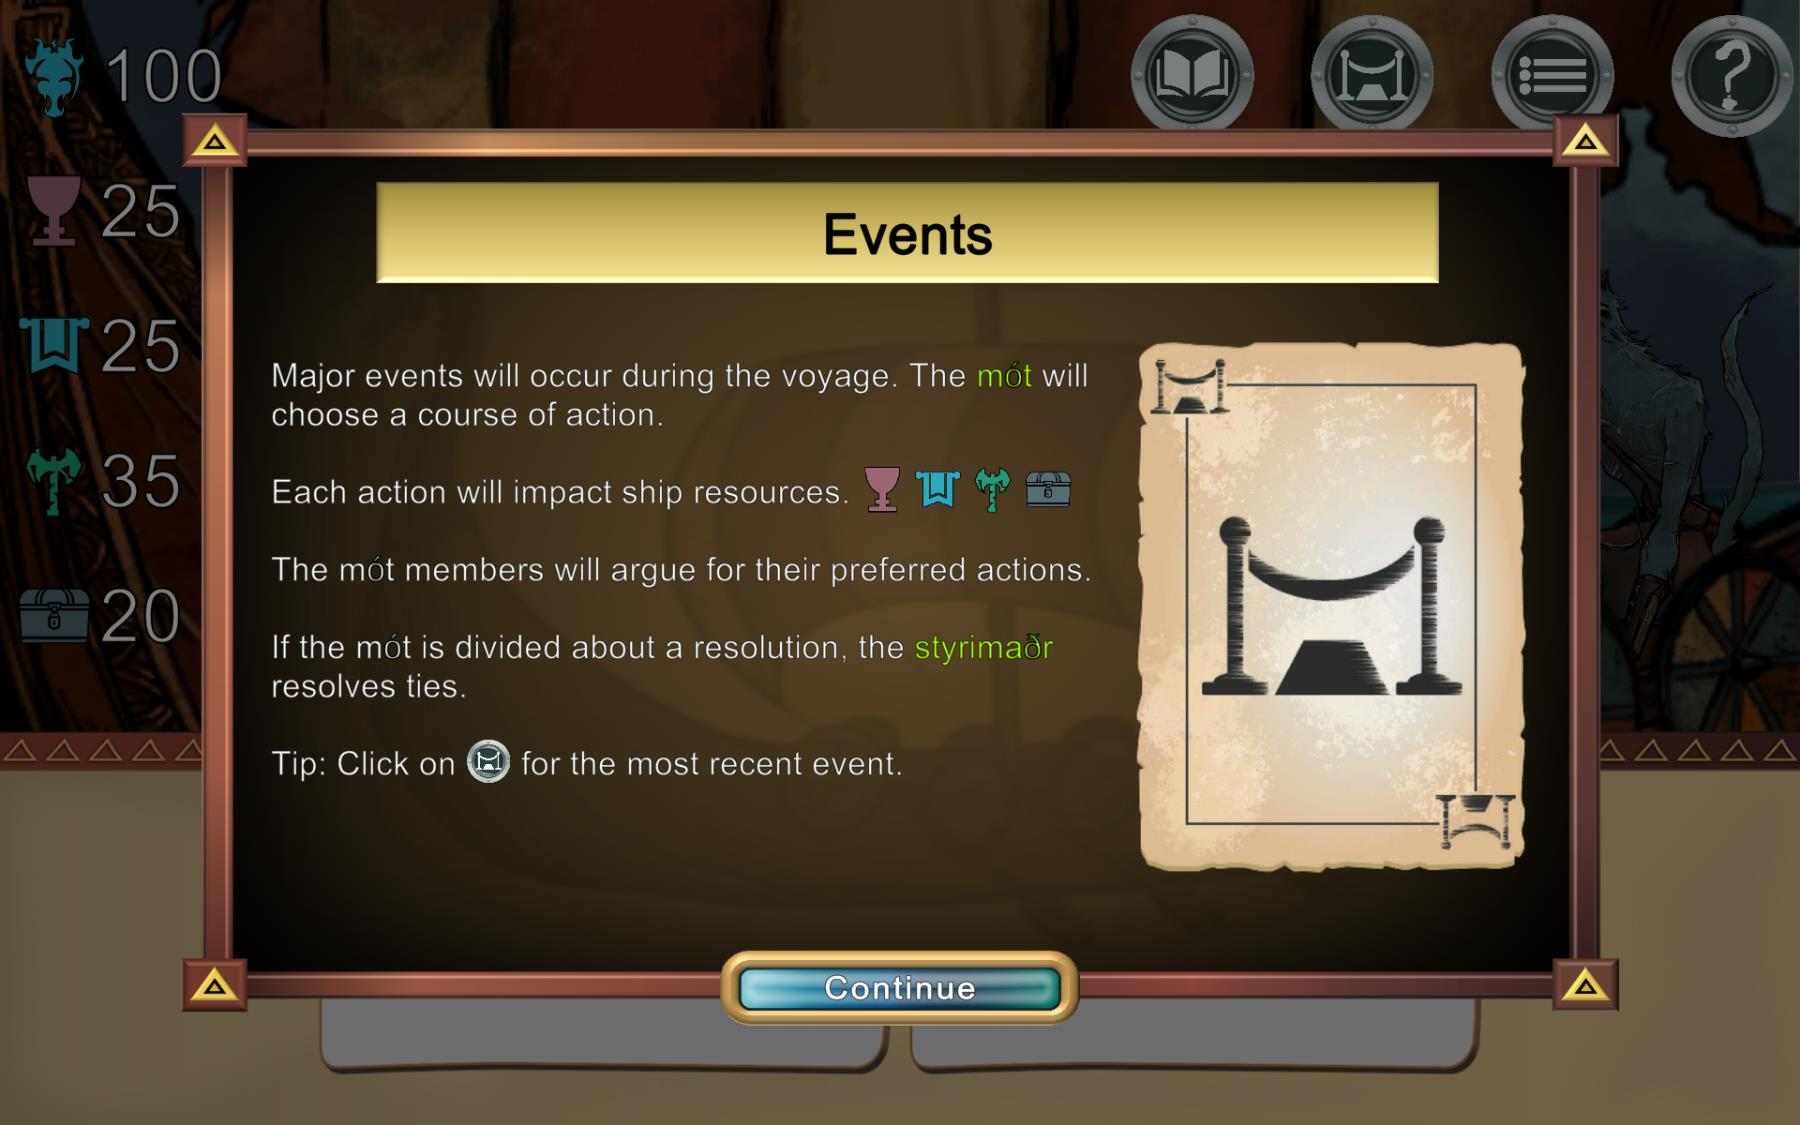 100
25
25
35
20
Events
Major events will occur during the voyage. The mót will
choose a course of action.
Each action will impact ship resources.
The mót members will argue for their preferred actions.
If the mót is divided about a resolution, the styrimaðr
resolves ties.
Tip: Click on for the most recent event.
Continue